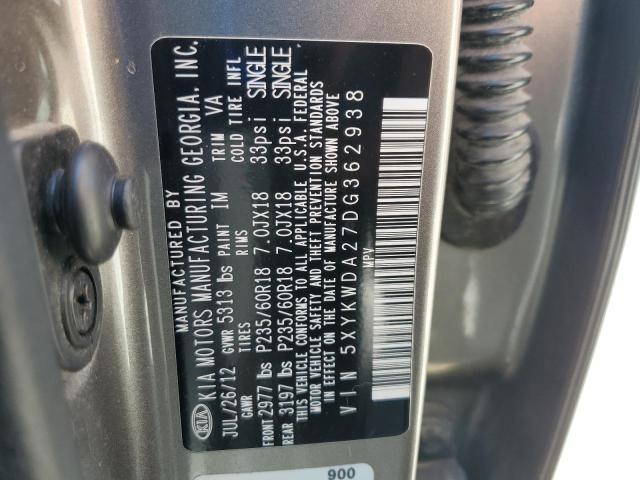 MANUFACTURED BY
KIA KIA MOTORS MANUFACTURING GEORGIA, INC.
JUL/26/12 GVWR 5313 lbs PAINT IM TRIM VA
GAWR TIRES RIMS COLD TIRE INFL
FRONT 2977 lbs P235/60R18 7.0JX18 33psi SINGLE
REAR 3197 lbs P235/60R18 7.0JX18 33psi SINGLE
THIS VEHICLE CONFORMS TO ALL APPLICABLE U.S.A. FEDERAL
MOTOR VEHICLE SAFETY AND THEFT PREVENTION STANDARDS
IN EFFECT ON THE DATE OF MANUFACTURE SHOWN ABOVE
VIN 5XYKWDA27DG362938
MPV
900